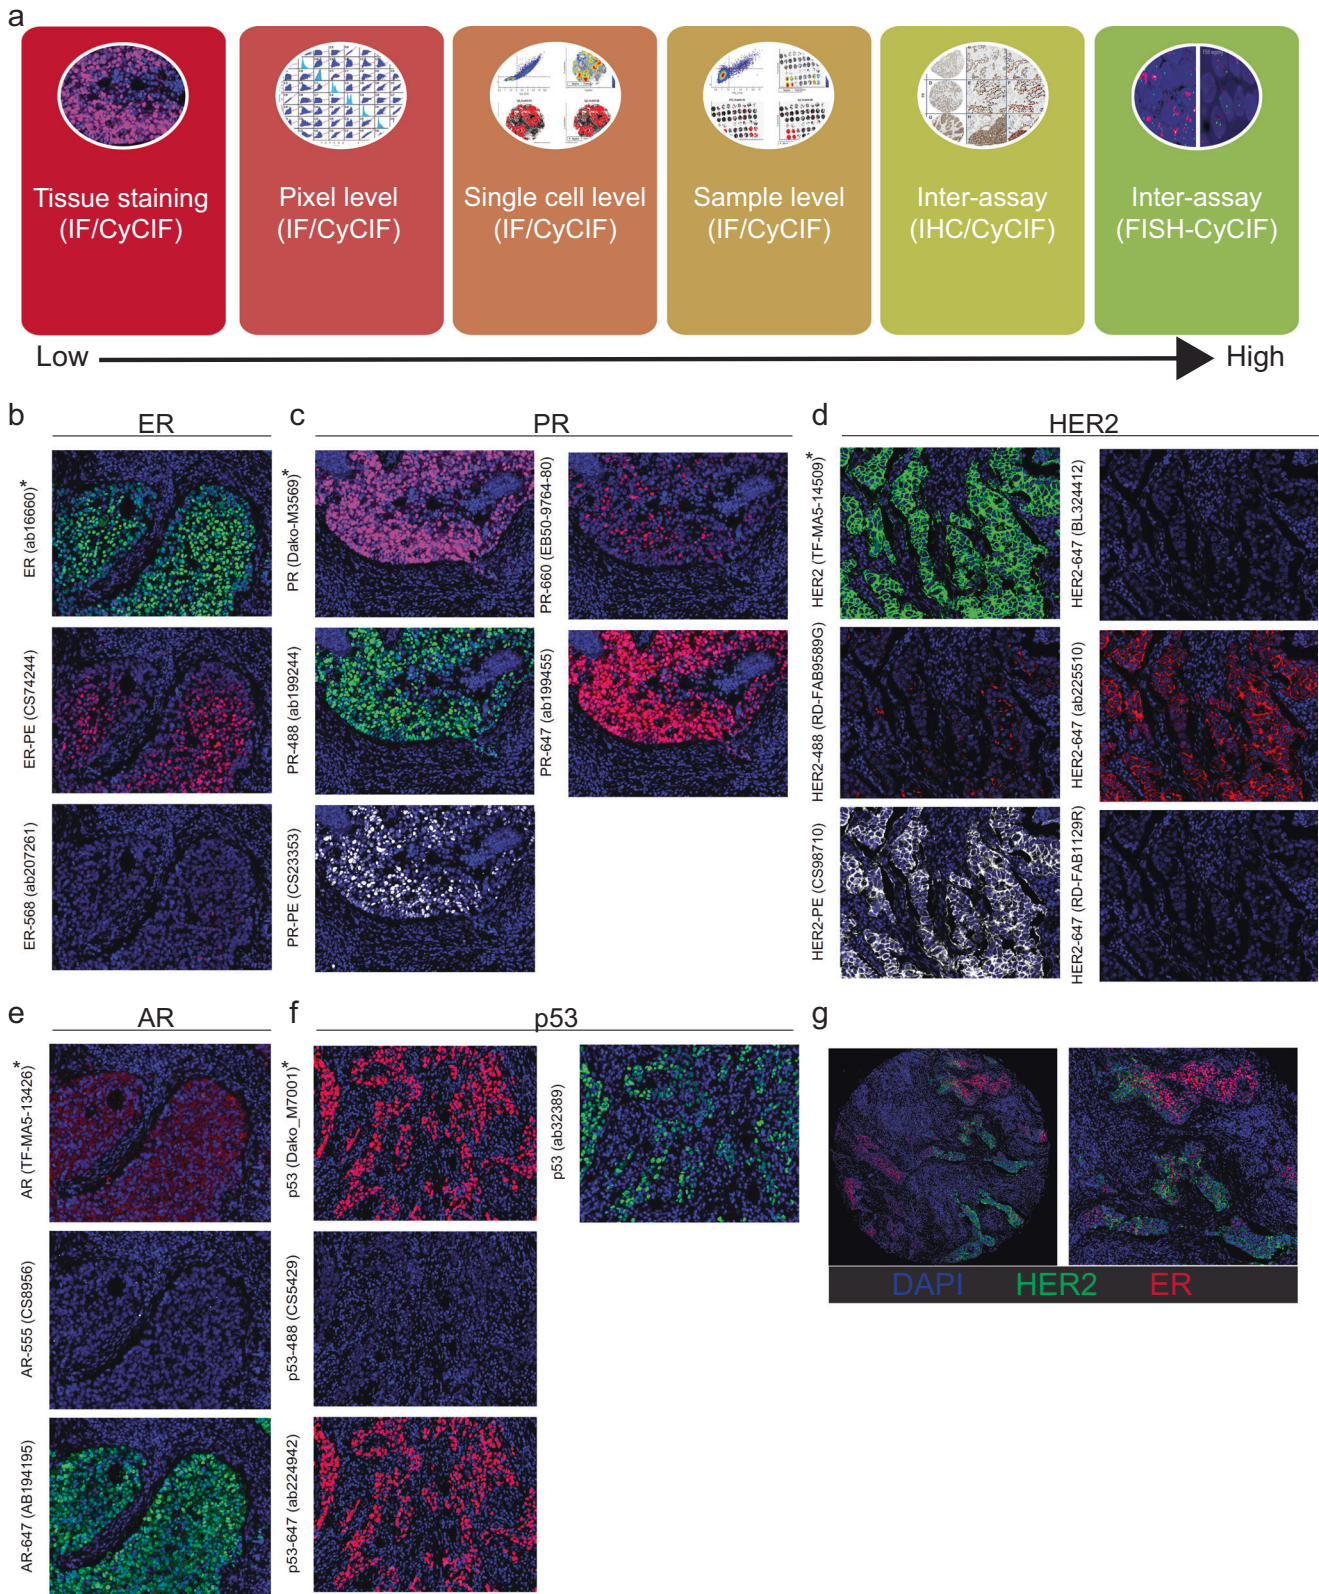 a
Tissue staining
(IF/CyCIF)
Pixel level
(IF/CyCIF)
Single cell level
(IF/CyCIF)
Sample level
(IF/CyCIF)
Inter-assay
(IHC/CyCIF)
Inter-assay
(FISH-CyCIF)
Low
High
b
ER
ER (ab16660)*
ER-PE (CS74244)
ER-568 (ab207261)
c
PR
PR (Dako-M3569)*
PR-488 (ab199244)
PR-PE (CS23353)
PR-660 (EB50-9764-80)
PR-647 (ab199455)
d
HER2
HER2 (TF-MA5-14509)*
HER2-488 (RD-FAB9589G)
HER2-PE (CS98710)
HER2-647 (BL324412)
HER2-647 (ab225510)
HER2-647 (RD-FAB1129R)
e
AR
AR (TF-MA5-13426)*
AR-555 (CS8956)
AR-647 (AB194195)
f
p53
p53 (Dako_M7001)*
p53-488 (CS5429)
p53-647 (ab224942)
p53 (ab32389)
g
DAPI HER2 ER